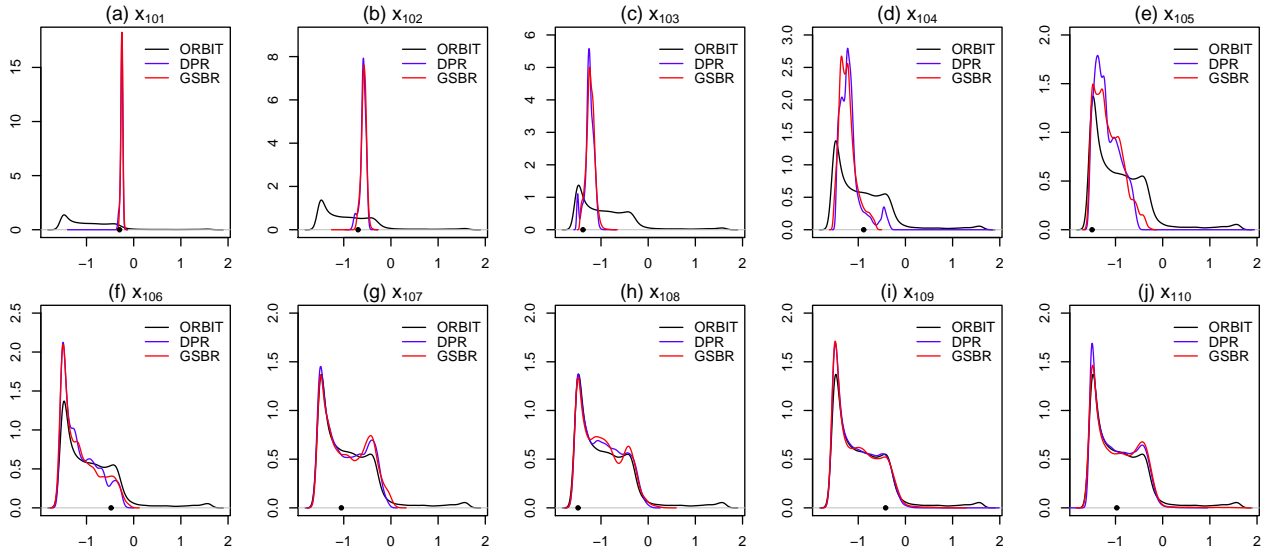 (a) x₁₀₁
ORBIT
DPR
GSBR
0
5
10
15
−1
0
1
2
(b) x₁₀₂
ORBIT
DPR
GSBR
0
2
4
6
8
−1
0
1
2
(c) x₁₀₃
ORBIT
DPR
GSBR
0
1
2
3
4
5
6
−1
0
1
2
(d) x₁₀₄
ORBIT
DPR
GSBR
0.0
0.5
1.0
1.5
2.0
2.5
3.0
−1
0
1
2
(e) x₁₀₅
ORBIT
DPR
GSBR
0.0
0.5
1.0
1.5
2.0
−1
0
1
2
(f) x₁₀₆
ORBIT
DPR
GSBR
0.0
0.5
1.0
1.5
2.0
2.5
−1
0
1
2
(g) x₁₀₇
ORBIT
DPR
GSBR
0.0
0.5
1.0
1.5
2.0
−1
0
1
2
(h) x₁₀₈
ORBIT
DPR
GSBR
0.0
0.5
1.0
1.5
2.0
−1
0
1
2
(i) x₁₀₉
ORBIT
DPR
GSBR
0.0
0.5
1.0
1.5
2.0
−1
0
1
2
(j) x₁₁₀
ORBIT
DPR
GSBR
0.0
0.5
1.0
1.5
2.0
−1
0
1
2